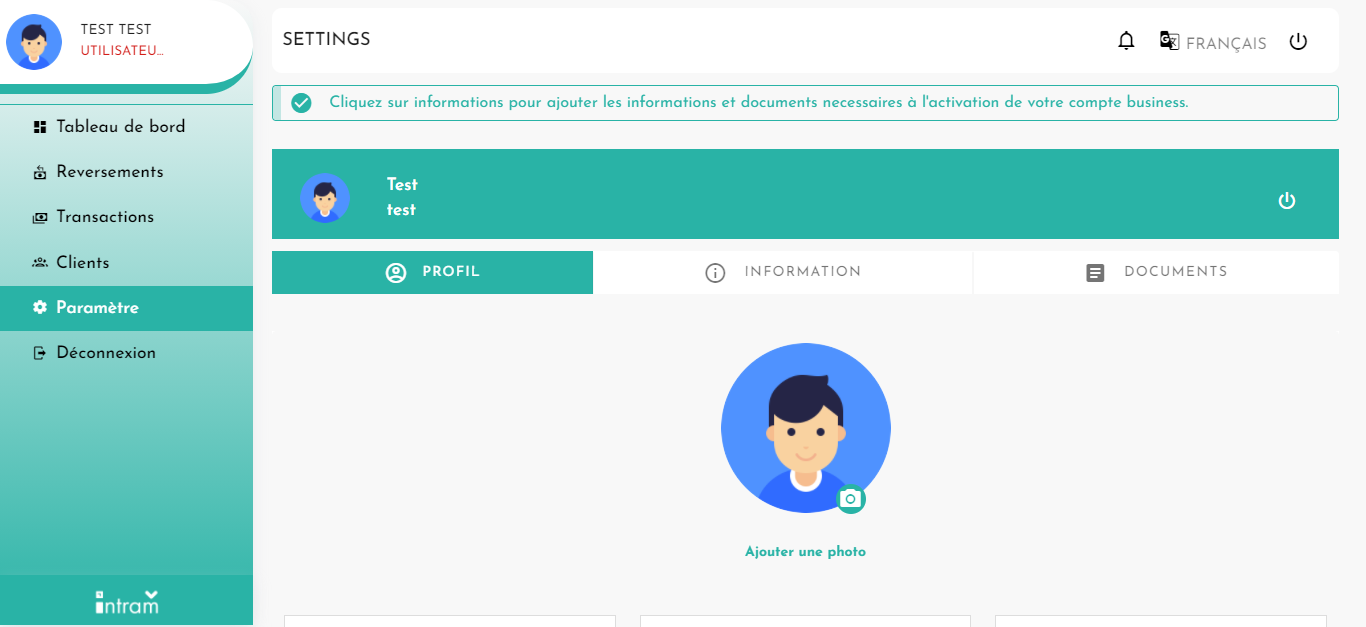 TEST TEST
UTILISATEU...
SETTINGS
FRANÇAIS
Cliquez sur informations pour ajouter les informations et documents necessaires à l'activation de votre compte business.
Tableau de bord
Reversements
Transactions
Clients
Paramètre
Déconnexion
Test
test
PROFIL
INFORMATION
DOCUMENTS
Ajouter une photo
intram